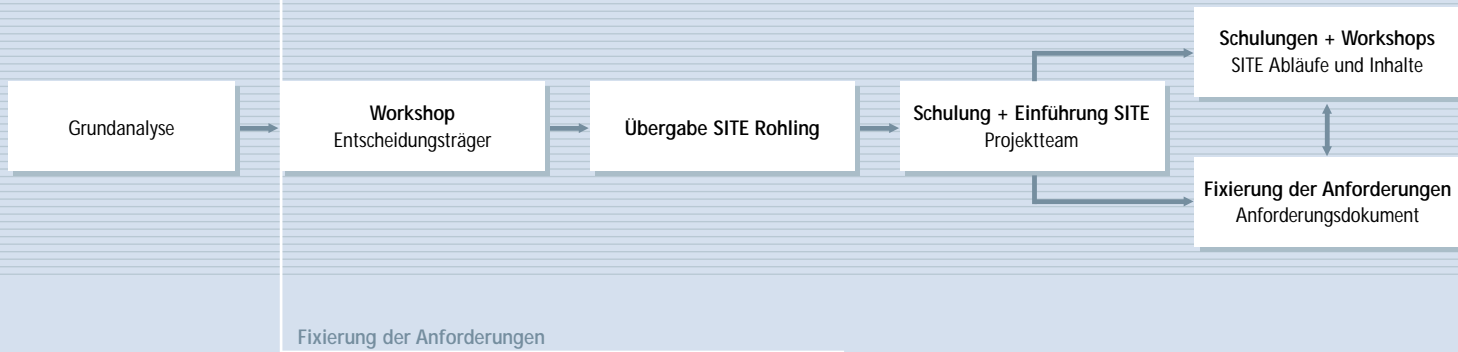 Grundanalyse
Workshop
Entscheidungsträger
Übergabe SITE Rohling
Schulung + Einführung SITE
Projektteam
Schulungen + Workshops
SITE Abläufe und Inhalte
Fixierung der Anforderungen
Anforderungsdokument
Fixierung der Anforderungen